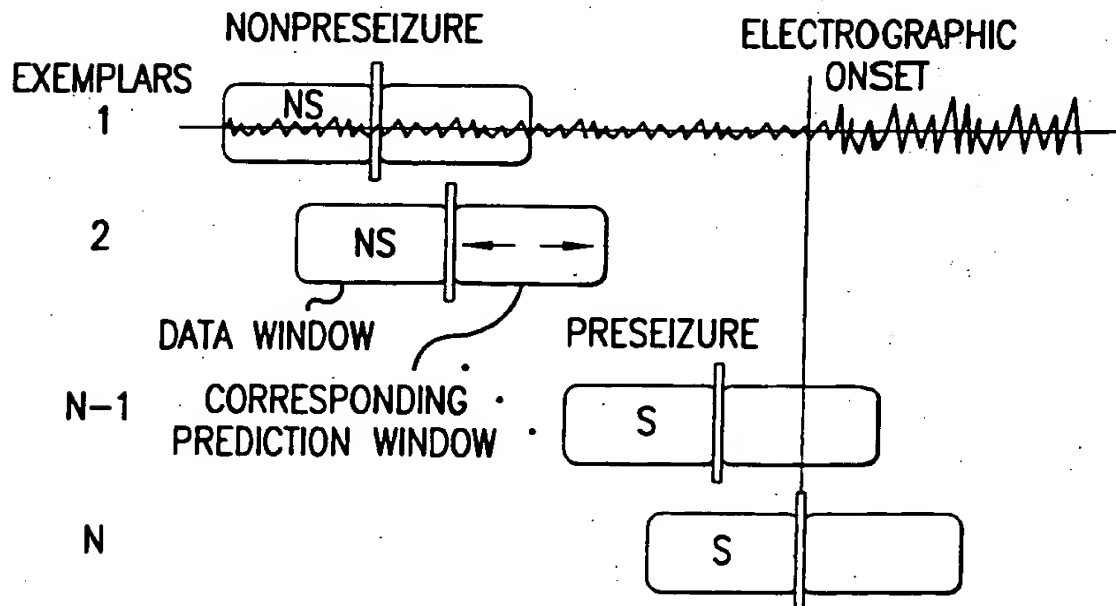 NONPRESEIZURE
ELECTROGRAPHIC
ONSET
EXEMPLARS
1
NS
2
NS
DATA WINDOW
PRESEIZURE
N-1
CORRESPONDING
PREDICTION WINDOW
S
N
S